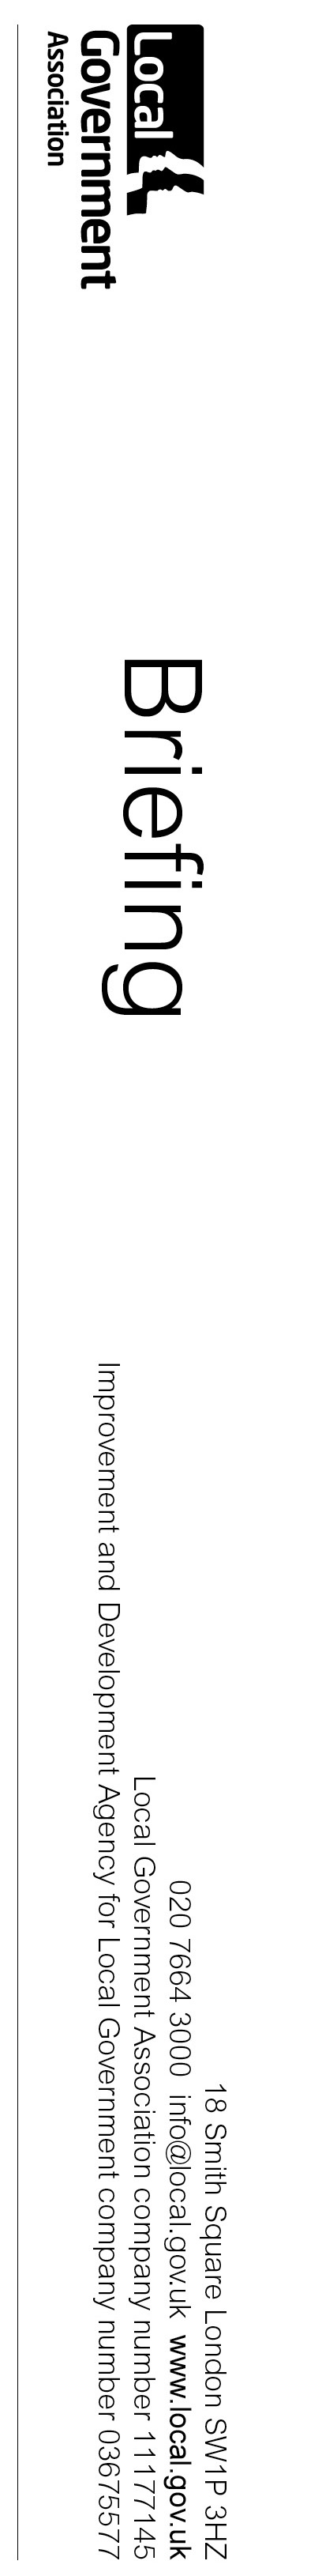 Local
Government
Association
Briefing
18 Smith Square London SW1P 3HZ
020 7664 3000 info@local.gov.uk www.local.gov.uk
Local Government Association company number 11177145
Improvement and Development Agency for Local Government company number 03675577